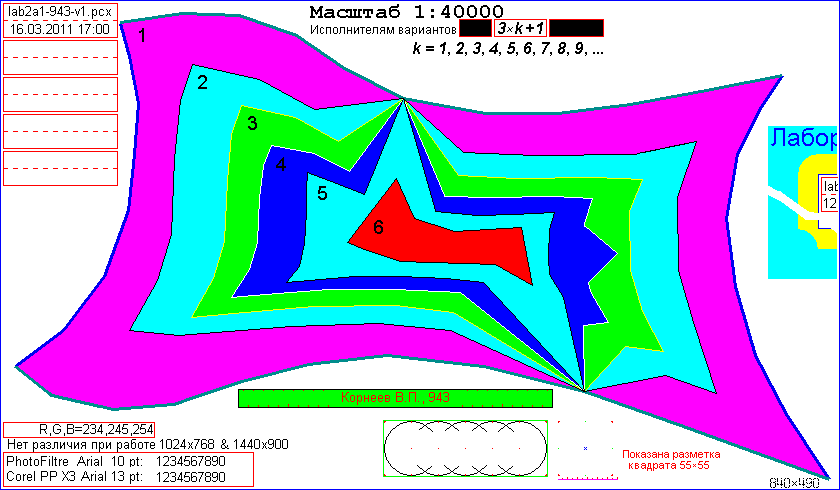 lab2a1-943-v1.pcx
16.03.2011 17:00
Масштаб 1:40000
Исполнителям вариантов 3×k+1
k = 1, 2, 3, 4, 5, 6, 7, 8, 9, ...
1
2
3
4
5
6
Лабор
lab
12
Корнеев В.П., 943
R,G,B=234,245,254
Нет различия при работе 1024x768 & 1440x900
PhotoFiltre Arial 10 pt: 1234567890
Corel PP X3 Arial 13 pt: 1234567890
Показана разметка
квадрата 55×55
840×490